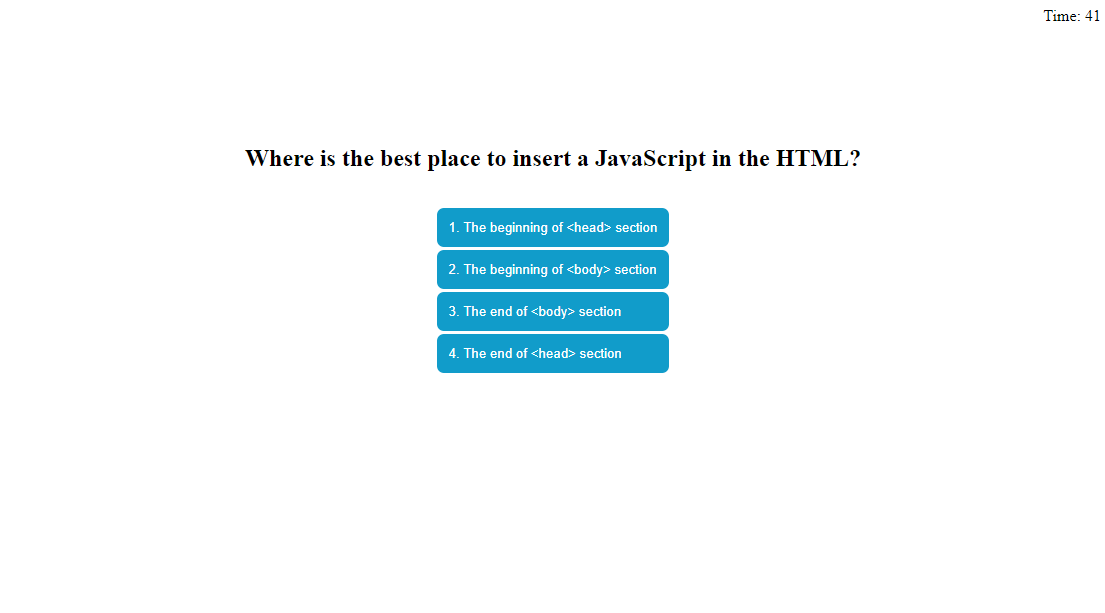 Time: 41
Where is the best place to insert a JavaScript in the HTML?
1. The beginning of <head> section
2. The beginning of <body> section
3. The end of <body> section
4. The end of <head> section